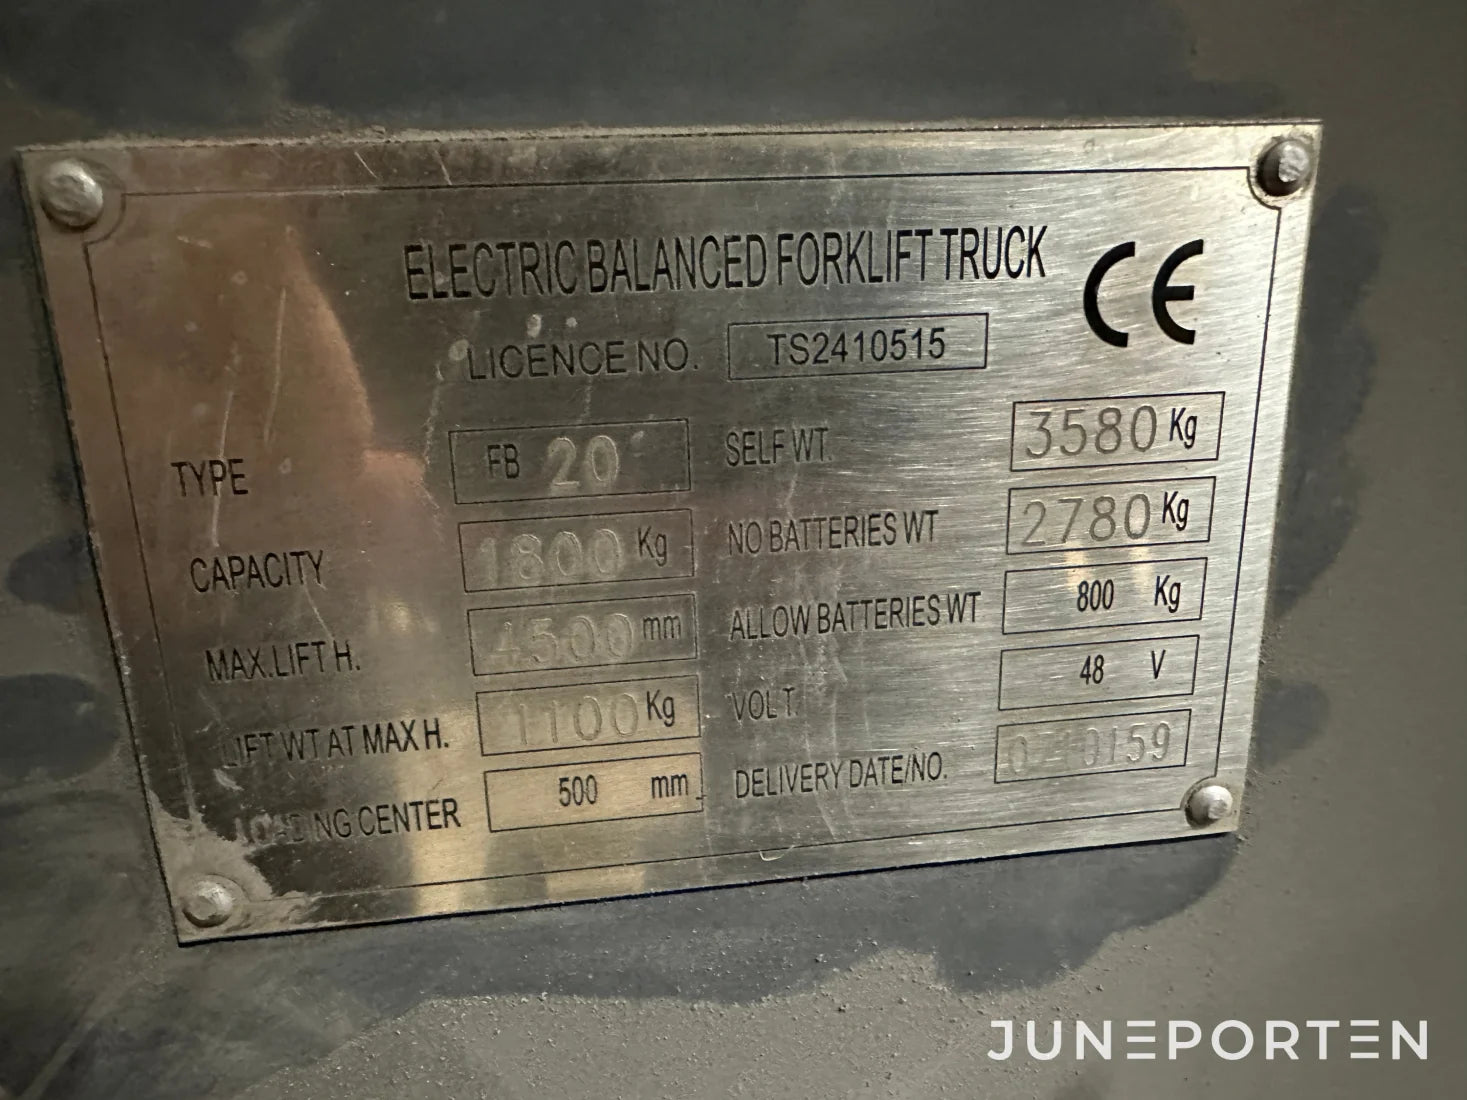 ELECTRIC BALANCED FORKLIFT TRUCK
CE
LICENCE NO. TS2410515
TYPE FB 20
CAPACITY 1800 Kg
MAX.LIFT H. 4500 mm
LIFT WT AT MAX H. 1100 Kg
LOADING CENTER 500 mm
SELF WT. 3580 Kg
NO BATTERIES WT 2780 Kg
ALLOW BATTERIES WT 800 Kg
VOLT. 48 V
DELIVERY DATE/NO.
JUNEPORTEN